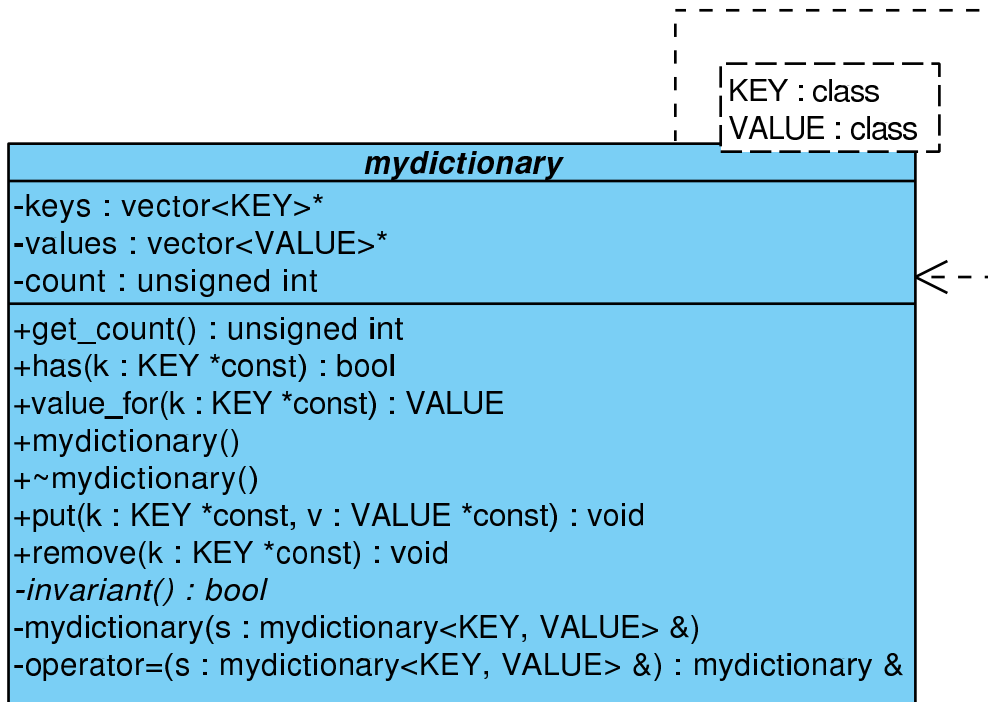 KEY : class
VALUE : class
mydictionary
-keys : vector<KEY>*
-values : vector<VALUE>*
-count : unsigned int
+get_count() : unsigned int
+has(k : KEY *const) : bool
+value_for(k : KEY *const) : VALUE
+mydictionary()
+~mydictionary()
+put(k : KEY *const, v : VALUE *const) : void
+remove(k : KEY *const) : void
-invariant() : bool
-mydictionary(s : mydictionary<KEY, VALUE> &)
-operator=(s : mydictionary<KEY, VALUE> &) : mydictionary &